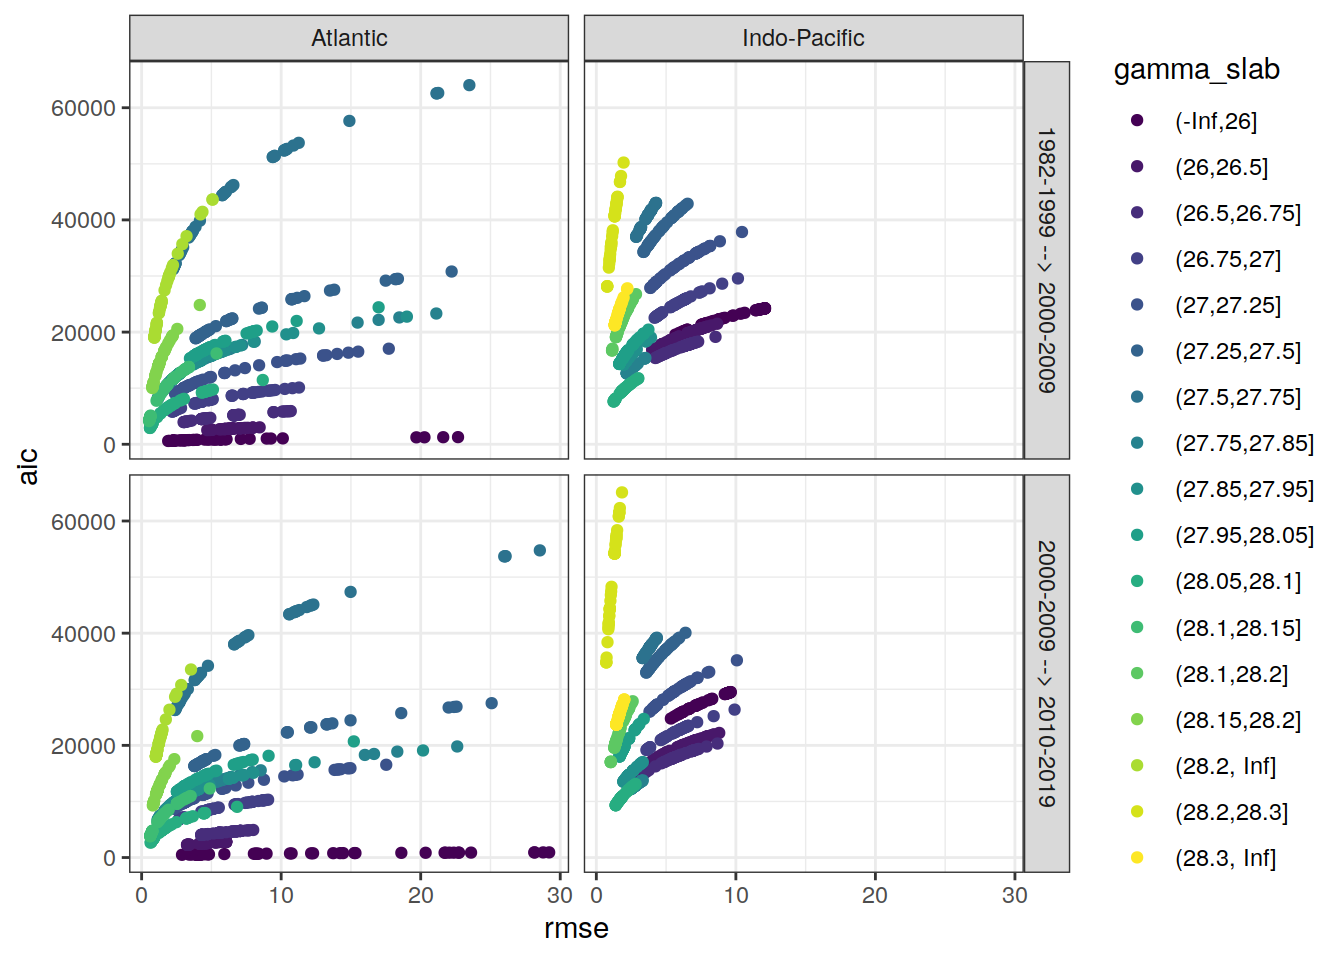 Atlantic
Indo-Pacific
gamma_slab
(-Inf,26]
(26,26.5]
(26.5,26.75]
(26.75,27]
(27,27.25]
(27.25,27.5]
(27.5,27.75]
(27.75,27.85]
(27.85,27.95]
(27.95,28.05]
(28.05,28.1]
(28.1,28.15]
(28.1,28.2]
(28.15,28.2]
(28.2, Inf]
(28.2,28.3]
(28.3, Inf]
60000
40000
20000
0
1982-1999 --> 2000-2009
aic
60000
40000
20000
0
2000-2009 --> 2010-2019
0 10 20 30 0 10 20 30
rmse